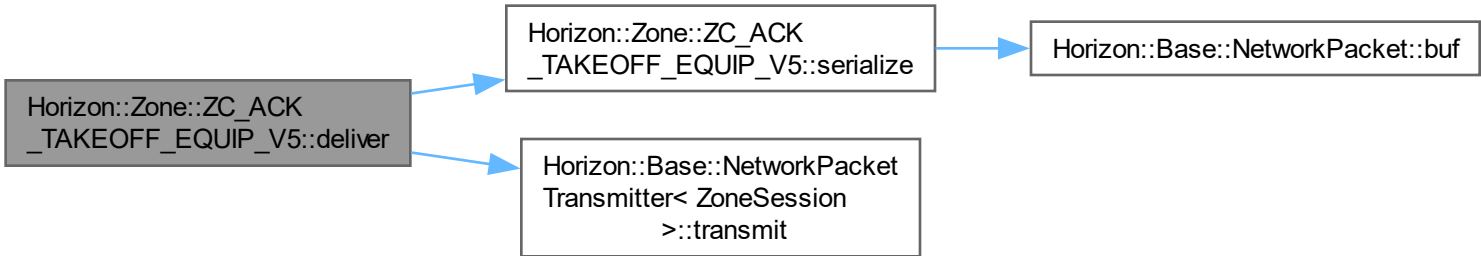 Horizon::Zone::ZC_ACK
_TAKEOFF_EQUIP_V5::deliver
Horizon::Zone::ZC_ACK
_TAKEOFF_EQUIP_V5::serialize
Horizon::Base::NetworkPacket::buf
Horizon::Base::NetworkPacket
Transmitter< ZoneSession
>::transmit